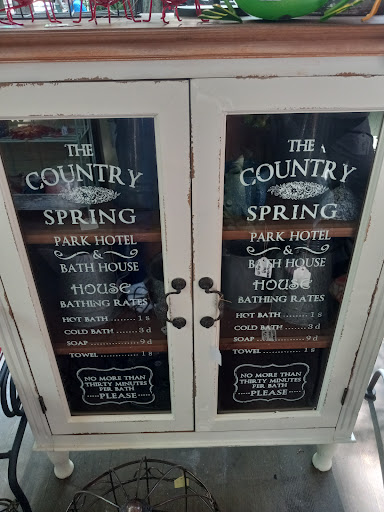 THE
COUNTRY
SPRING
PARK HOTEL
&
BATH HOUSE
HOUSE
BATHING RATES
HOT BATH ........ 1 s
COLD BATH ....... 3 d
SOAP .............. 9 d
TOWEL ............ 1 s
NO MORE THAN
THIRTY MINUTES
PER BATH
..... PLEASE .....
THE
COUNTRY
SPRING
PARK HOTEL
&
BATH HOUSE
HOUSE
BATHING RATES
HOT BATH ........ 1 s
COLD BATH ....... 3 d
SOAP .............. 9 d
TOWEL ............ 1 s
NO MORE THAN
THIRTY MINUTES
PER BATH
..... PLEASE .....